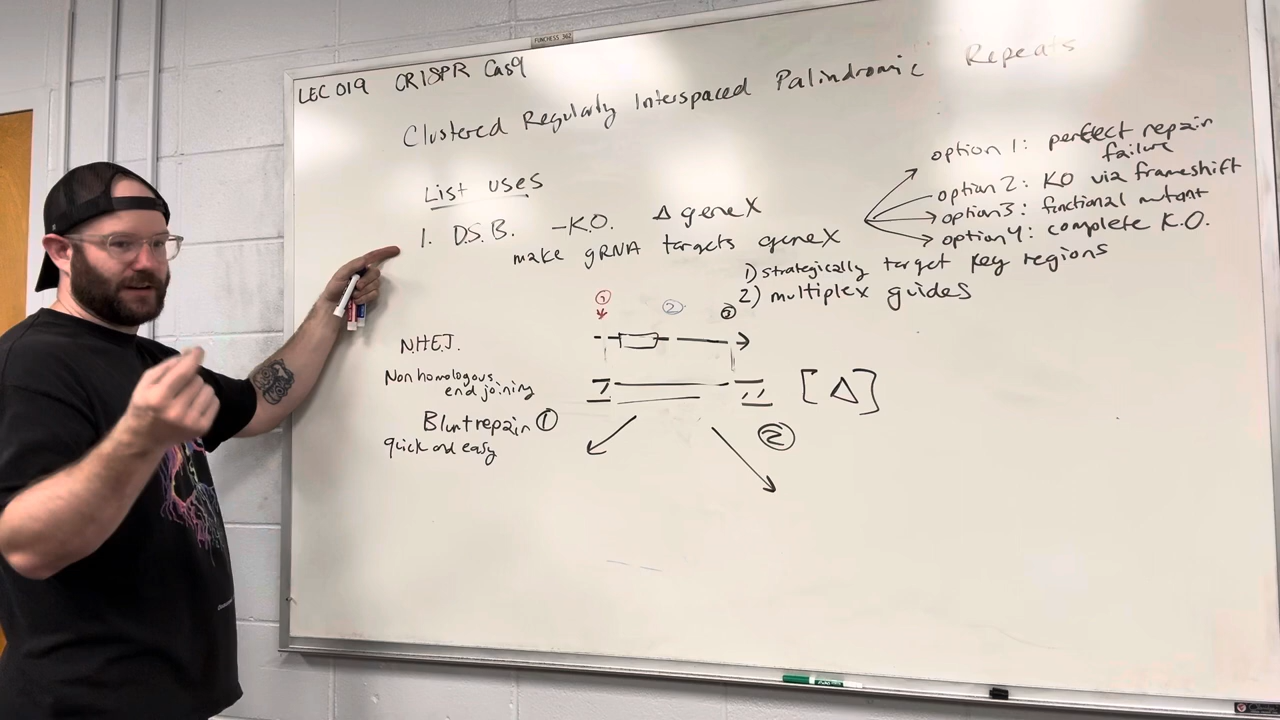 FUNCHESS 362
LEC 019 CRISPR Cas9
Clustered Regularly Interspaced Palindromic Repeats
List uses
1. D.S.B. –K.O. Δ geneX
make gRNA targets geneX
option 1: perfect repair
failure
option 2: KO via frameshift
option 3: functional mutant
option 4: complete K.O.
1) strategically target key regions
2) multiplex guides
① ② ③
N.H.E.J.
Non homologous
end joining
[Δ]
Blunt repair ①
quick and easy
②